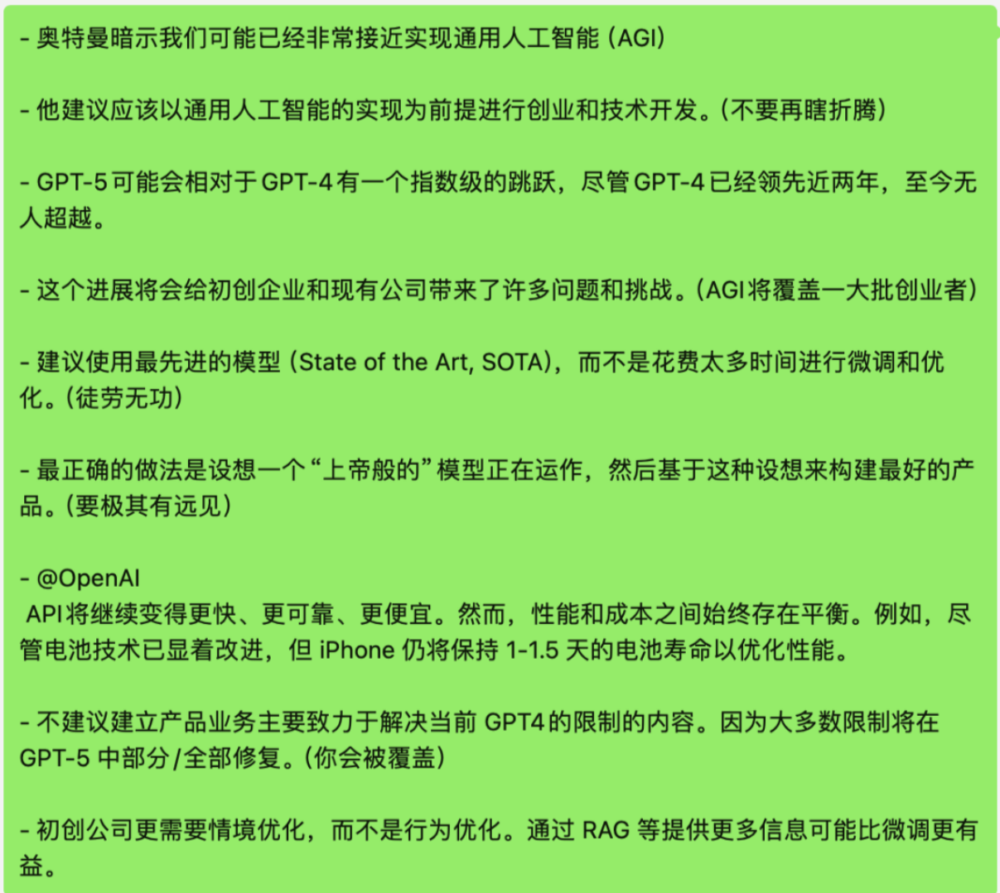 - 奥特曼暗示我们可能已经非常接近实现通用人工智能（AGI）
- 他建议应该以通用人工智能的实现为前提进行创业和技术开发。（不要再瞎折腾）
- GPT-5可能会相对于GPT-4有一个指数级的跳跃，尽管GPT-4已经领先近两年，至今无
人超越。
- 这个进展将会给初创企业和现有公司带来了许多问题和挑战。（AGI将覆盖一大批创业者）
- 建议使用最先进的模型（State of the Art, SOTA），而不是花费太多时间进行微调和优
化。（徒劳无功）
- 最正确的做法是设想一个“上帝般的”模型正在运作，然后基于这种设想来构建最好的产
品。（要极其有远见）
- @OpenAI
API将继续变得更快、更可靠、更便宜。然而，性能和成本之间始终存在平衡。例如，尽
管电池技术已显着改进，但 iPhone 仍将保持 1-1.5 天的电池寿命以优化性能。
- 不建议建立产品业务主要致力于解决当前 GPT4的限制的内容。因为大多数限制将在
GPT-5 中部分/全部修复。（你会被覆盖）
- 初创公司更需要情境优化，而不是行为优化。通过 RAG 等提供更多信息可能比微调更有
益。